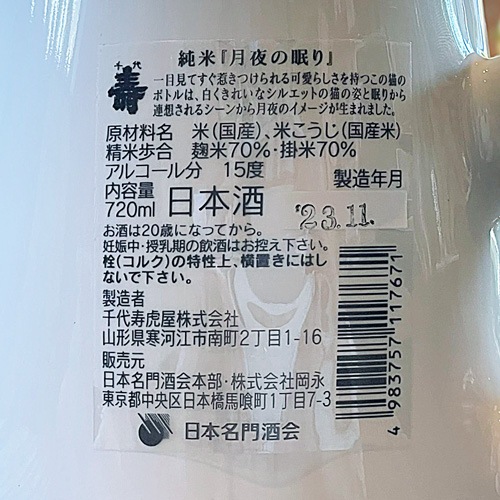 純米『月夜の眠り』
千代
壽
一目見てすぐ惹きつけられる可愛らしさを持つこの猫の
ボトルは、白くきれいなシルエットの猫の姿と眠りから
連想されるシーンから月夜のイメージが生まれました。
原材料名 米(国産)、米こうじ(国産米)
精米歩合 麹米70%・掛米70%
アルコール分 15度
内容量
720ml 日本酒
製造年月
'23.11.
お酒は20歳になってから。
妊娠中・授乳期の飲酒はお控え下さい。
栓(コルク)の特性上、横置きにはし
ないで下さい。
製造者
千代寿虎屋株式会社
山形県寒河江市南町2丁目1-16
販売元
日本名門酒会本部・株式会社岡永
東京都中央区日本橋馬喰町1丁目7-3
日本名門酒会
4 983757 117671